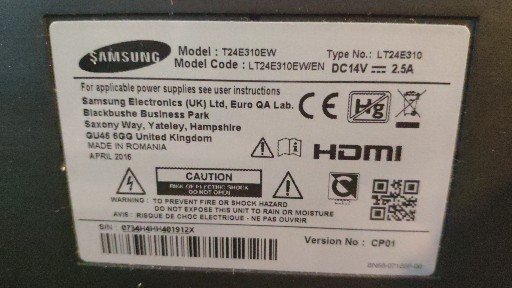 SAMSUNG
Model : T24E310EW
Type No.: LT24E310
Model Code : LT24E310EW/EN
DC14V ⎓ 2.5A
For applicable power supplies see user instructions
Samsung Electronics (UK) Ltd, Euro QA Lab.
Blackbushe Business Park
Saxony Way, Yateley, Hampshire
GU46 6GG United Kingdom
MADE IN ROMANIA
APRIL 2016
CE
Hg
HDMI
CAUTION
RISK OF ELECTRIC SHOCK
DO NOT OPEN
WARNING : TO PREVENT FIRE OR SHOCK HAZARD
DO NOT EXPOSE THIS UNIT TO RAIN OR MOISTURE
AVIS : RISQUE DE CHOC ELECTRIQUE - NE PAS OUVRIR
S/N
0734H4HH401912X
Version No : CP01